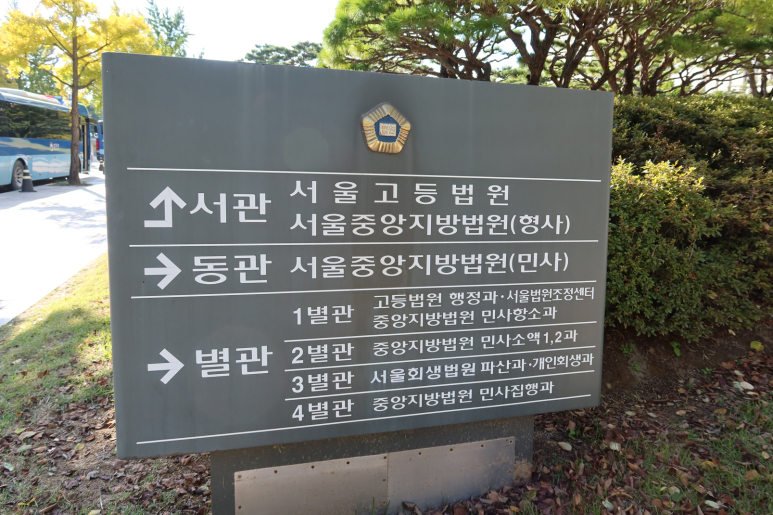 서관 서울고등법원
서울중앙지방법원(형사)
동관 서울중앙지방법원(민사)
별관
1별관 고등법원 행정과·서울법원조정센터
중앙지방법원 민사항소과
2별관 중앙지방법원 민사소액1,2과
3별관 서울회생법원 파산과·개인회생과
4별관 중앙지방법원 민사집행과